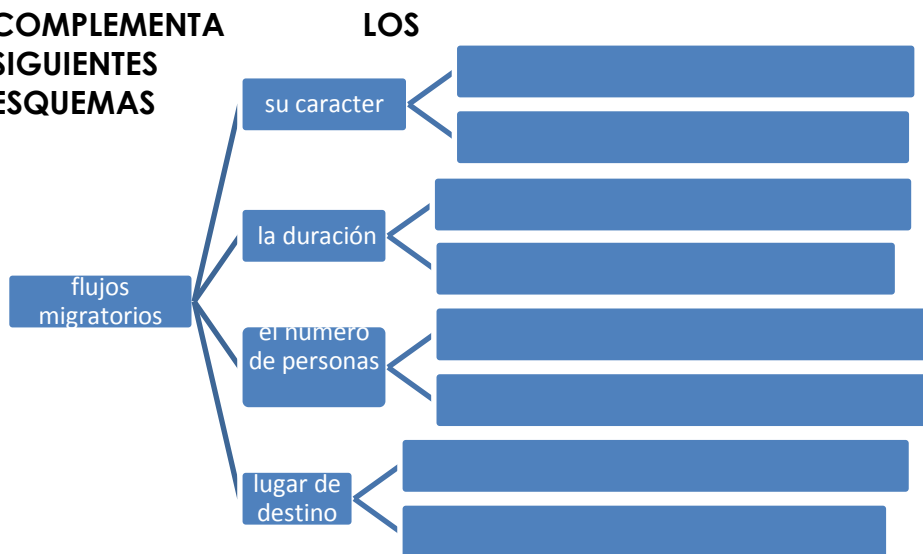 COMPLEMENTA LOS
SIGUIENTES
ESQUEMAS
su caracter
la duración
flujos
migratorios
el numero
de personas
lugar de
destino